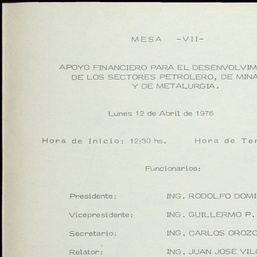 MESA -VII-
APOYO FINANCIERO PARA EL DESENVOLVIM
DE LOS SECTORES PETROLERO, DE MINA
Y DE METALURGIA.
Lunes 12 de Abril de 1976
Hora de Inicio: 12:30 hs. Hora de Ter
Funcionarios:
Presidente: ING. RODOLFO DOMI
Vicepresidente: ING. GUILLERMO P.
Secretario: ING. CARLOS OROZC
Relator: ING. JUAN JOSE VILC